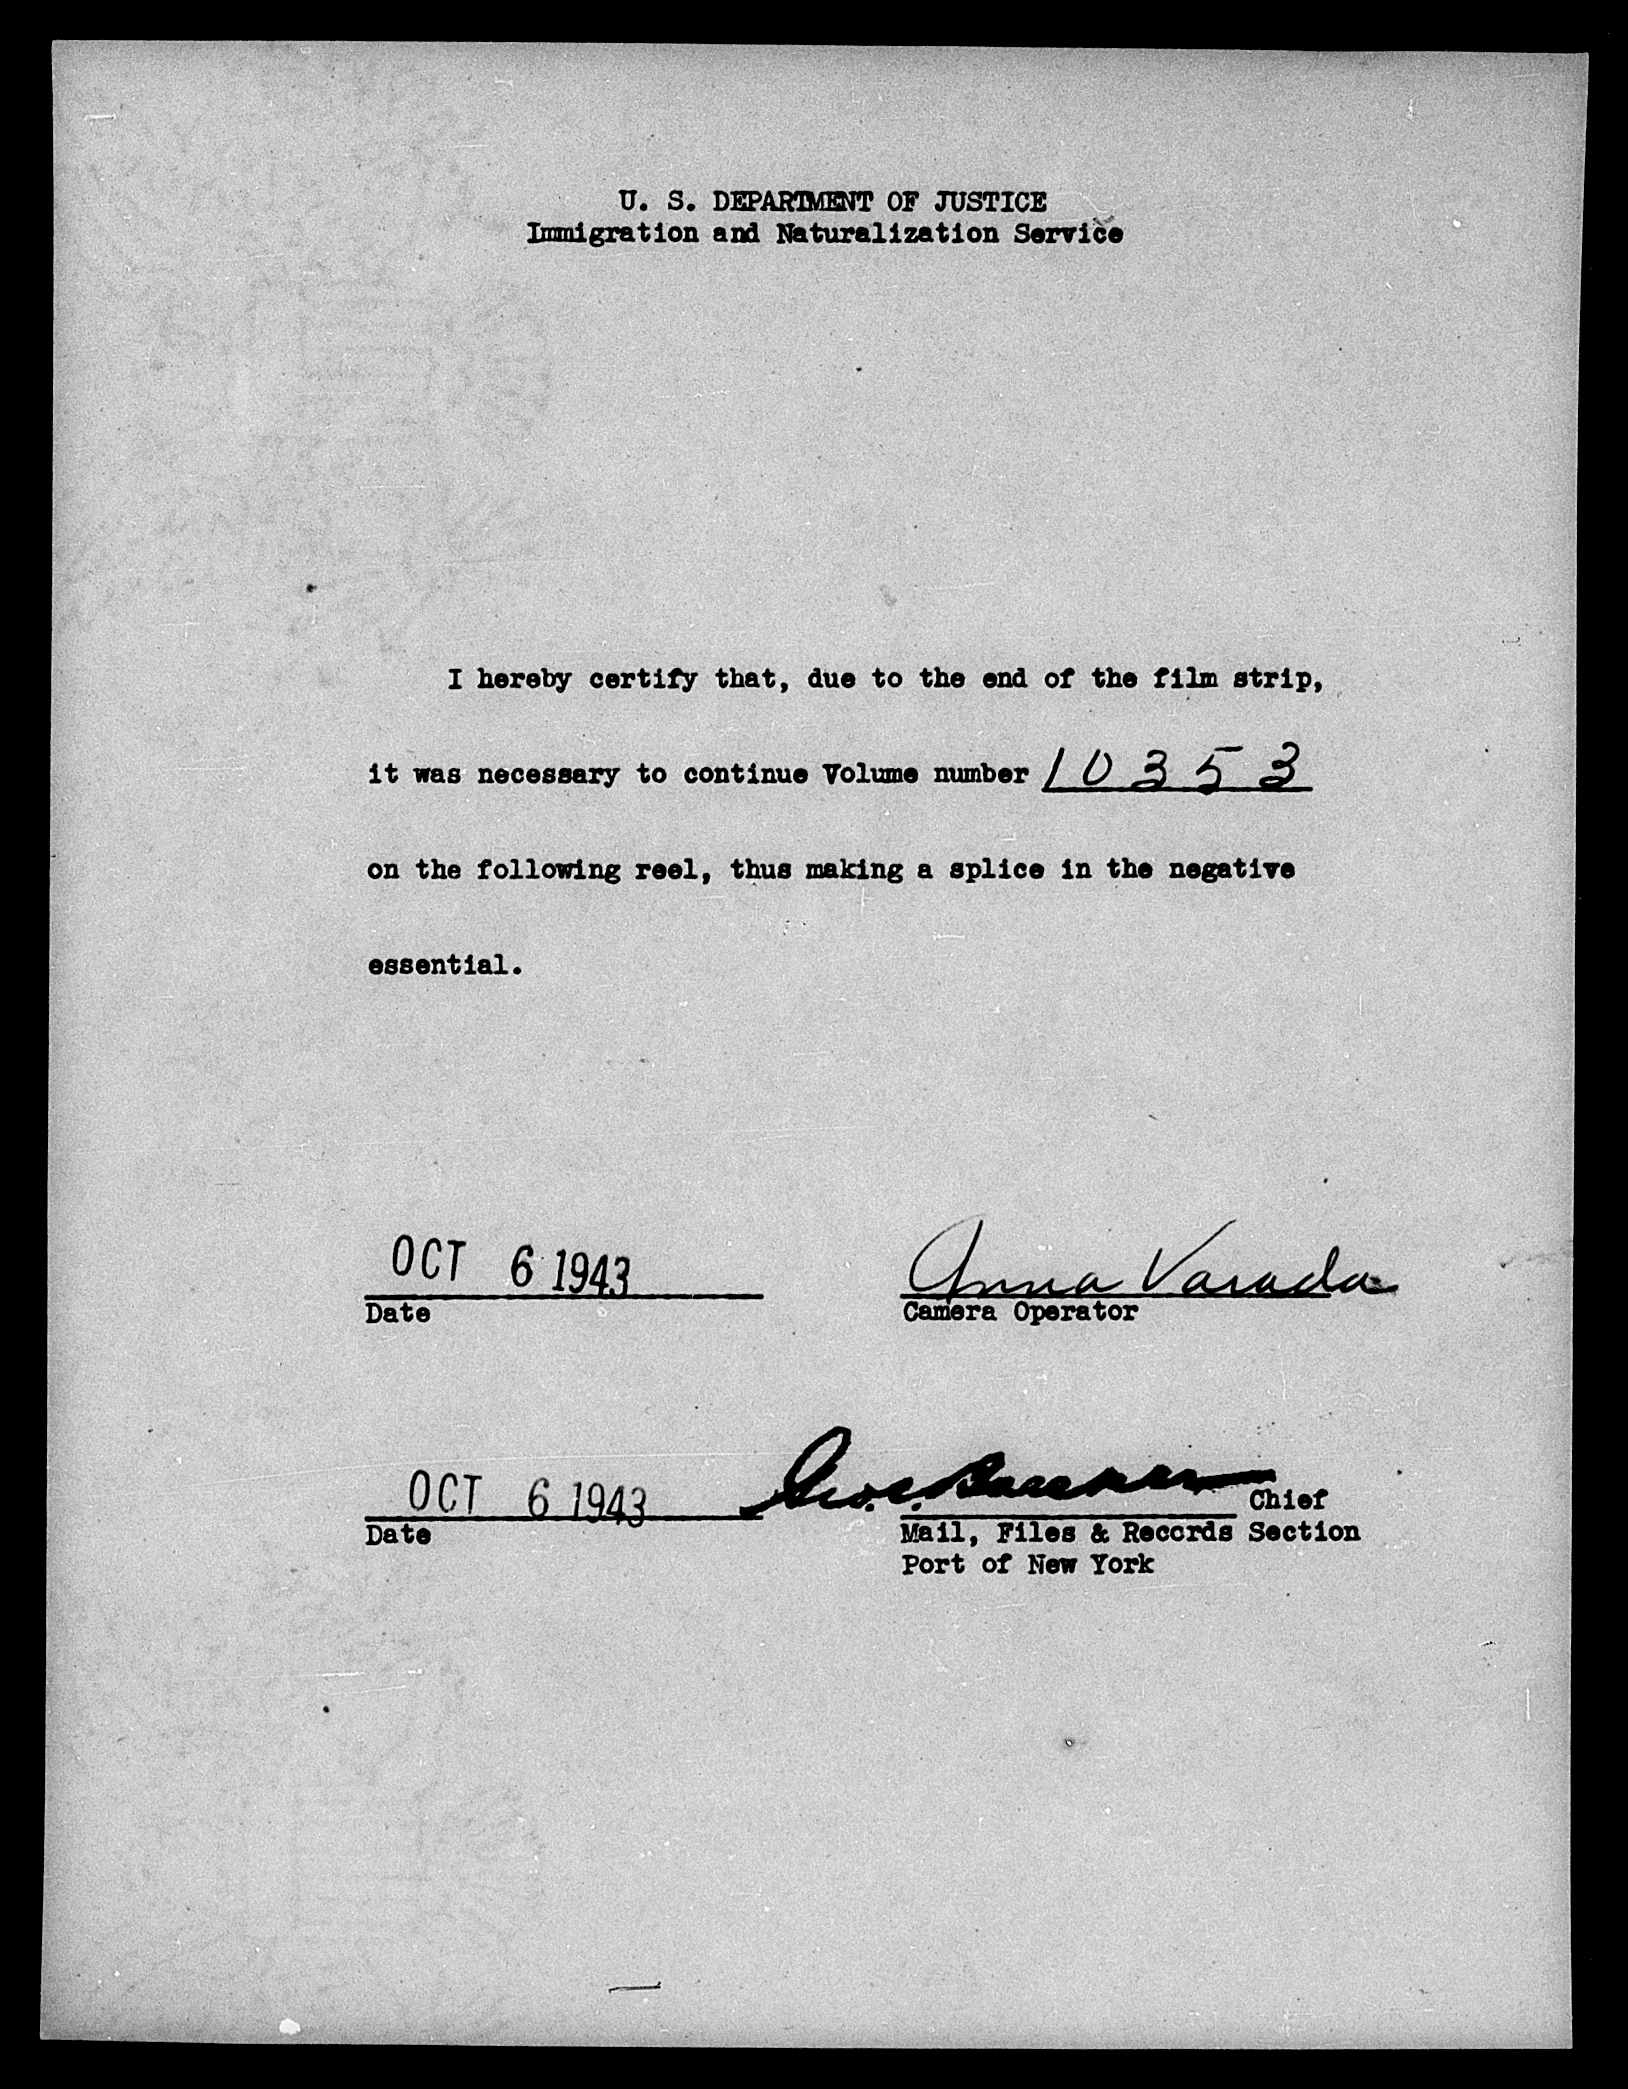 U. S. DEPARTMENT OF JUSTICE
Immigration and Naturalization Service
I hereby certify that, due to the end of the film strip,
it was necessary to continue Volume number 10353
on the following reel, thus making a splice in the negative
essential.
OCT 6 1943 Anna Varada
Date Camera Operator
OCT 6 1943 Chief
Date Mail, Files & Records Section
Port of New York